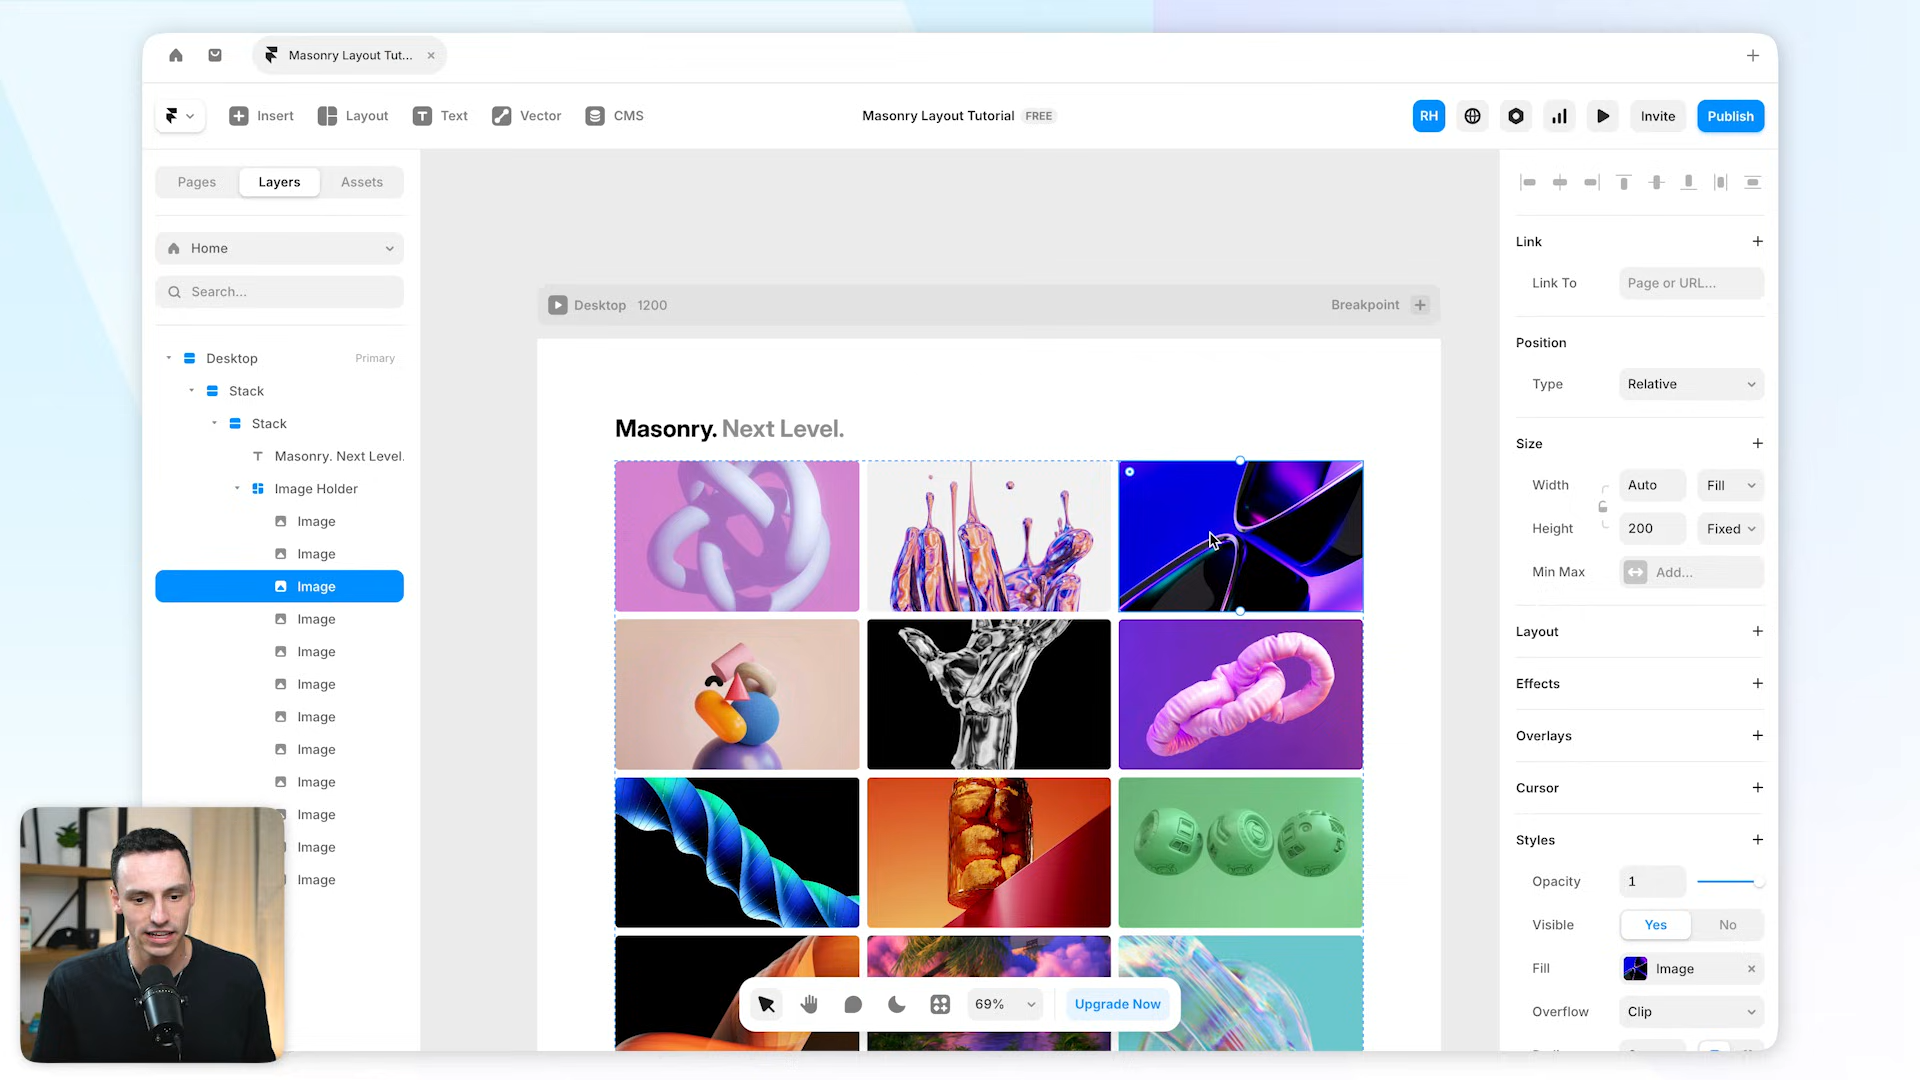 Masonry Layout Tut...
Insert
Layout
Text
Vector
CMS
Masonry Layout Tutorial FREE
RH
Invite
Publish
Pages
Layers
Assets
Home
Search...
Desktop
Primary
Stack
Stack
Masonry. Next Level.
Image Holder
Image
Image
Image
Image
Image
Image
Image
Image
Image
Image
Image
Image
Desktop 1200
Breakpoint
Masonry. Next Level.
69%
Upgrade Now
Link
Link To
Page or URL...
Position
Type
Relative
Size
Width
Auto
Fill
Height
200
Fixed
Min Max
Add...
Layout
Effects
Overlays
Cursor
Styles
Opacity
1
Visible
Yes
No
Fill
Image
Overflow
Clip